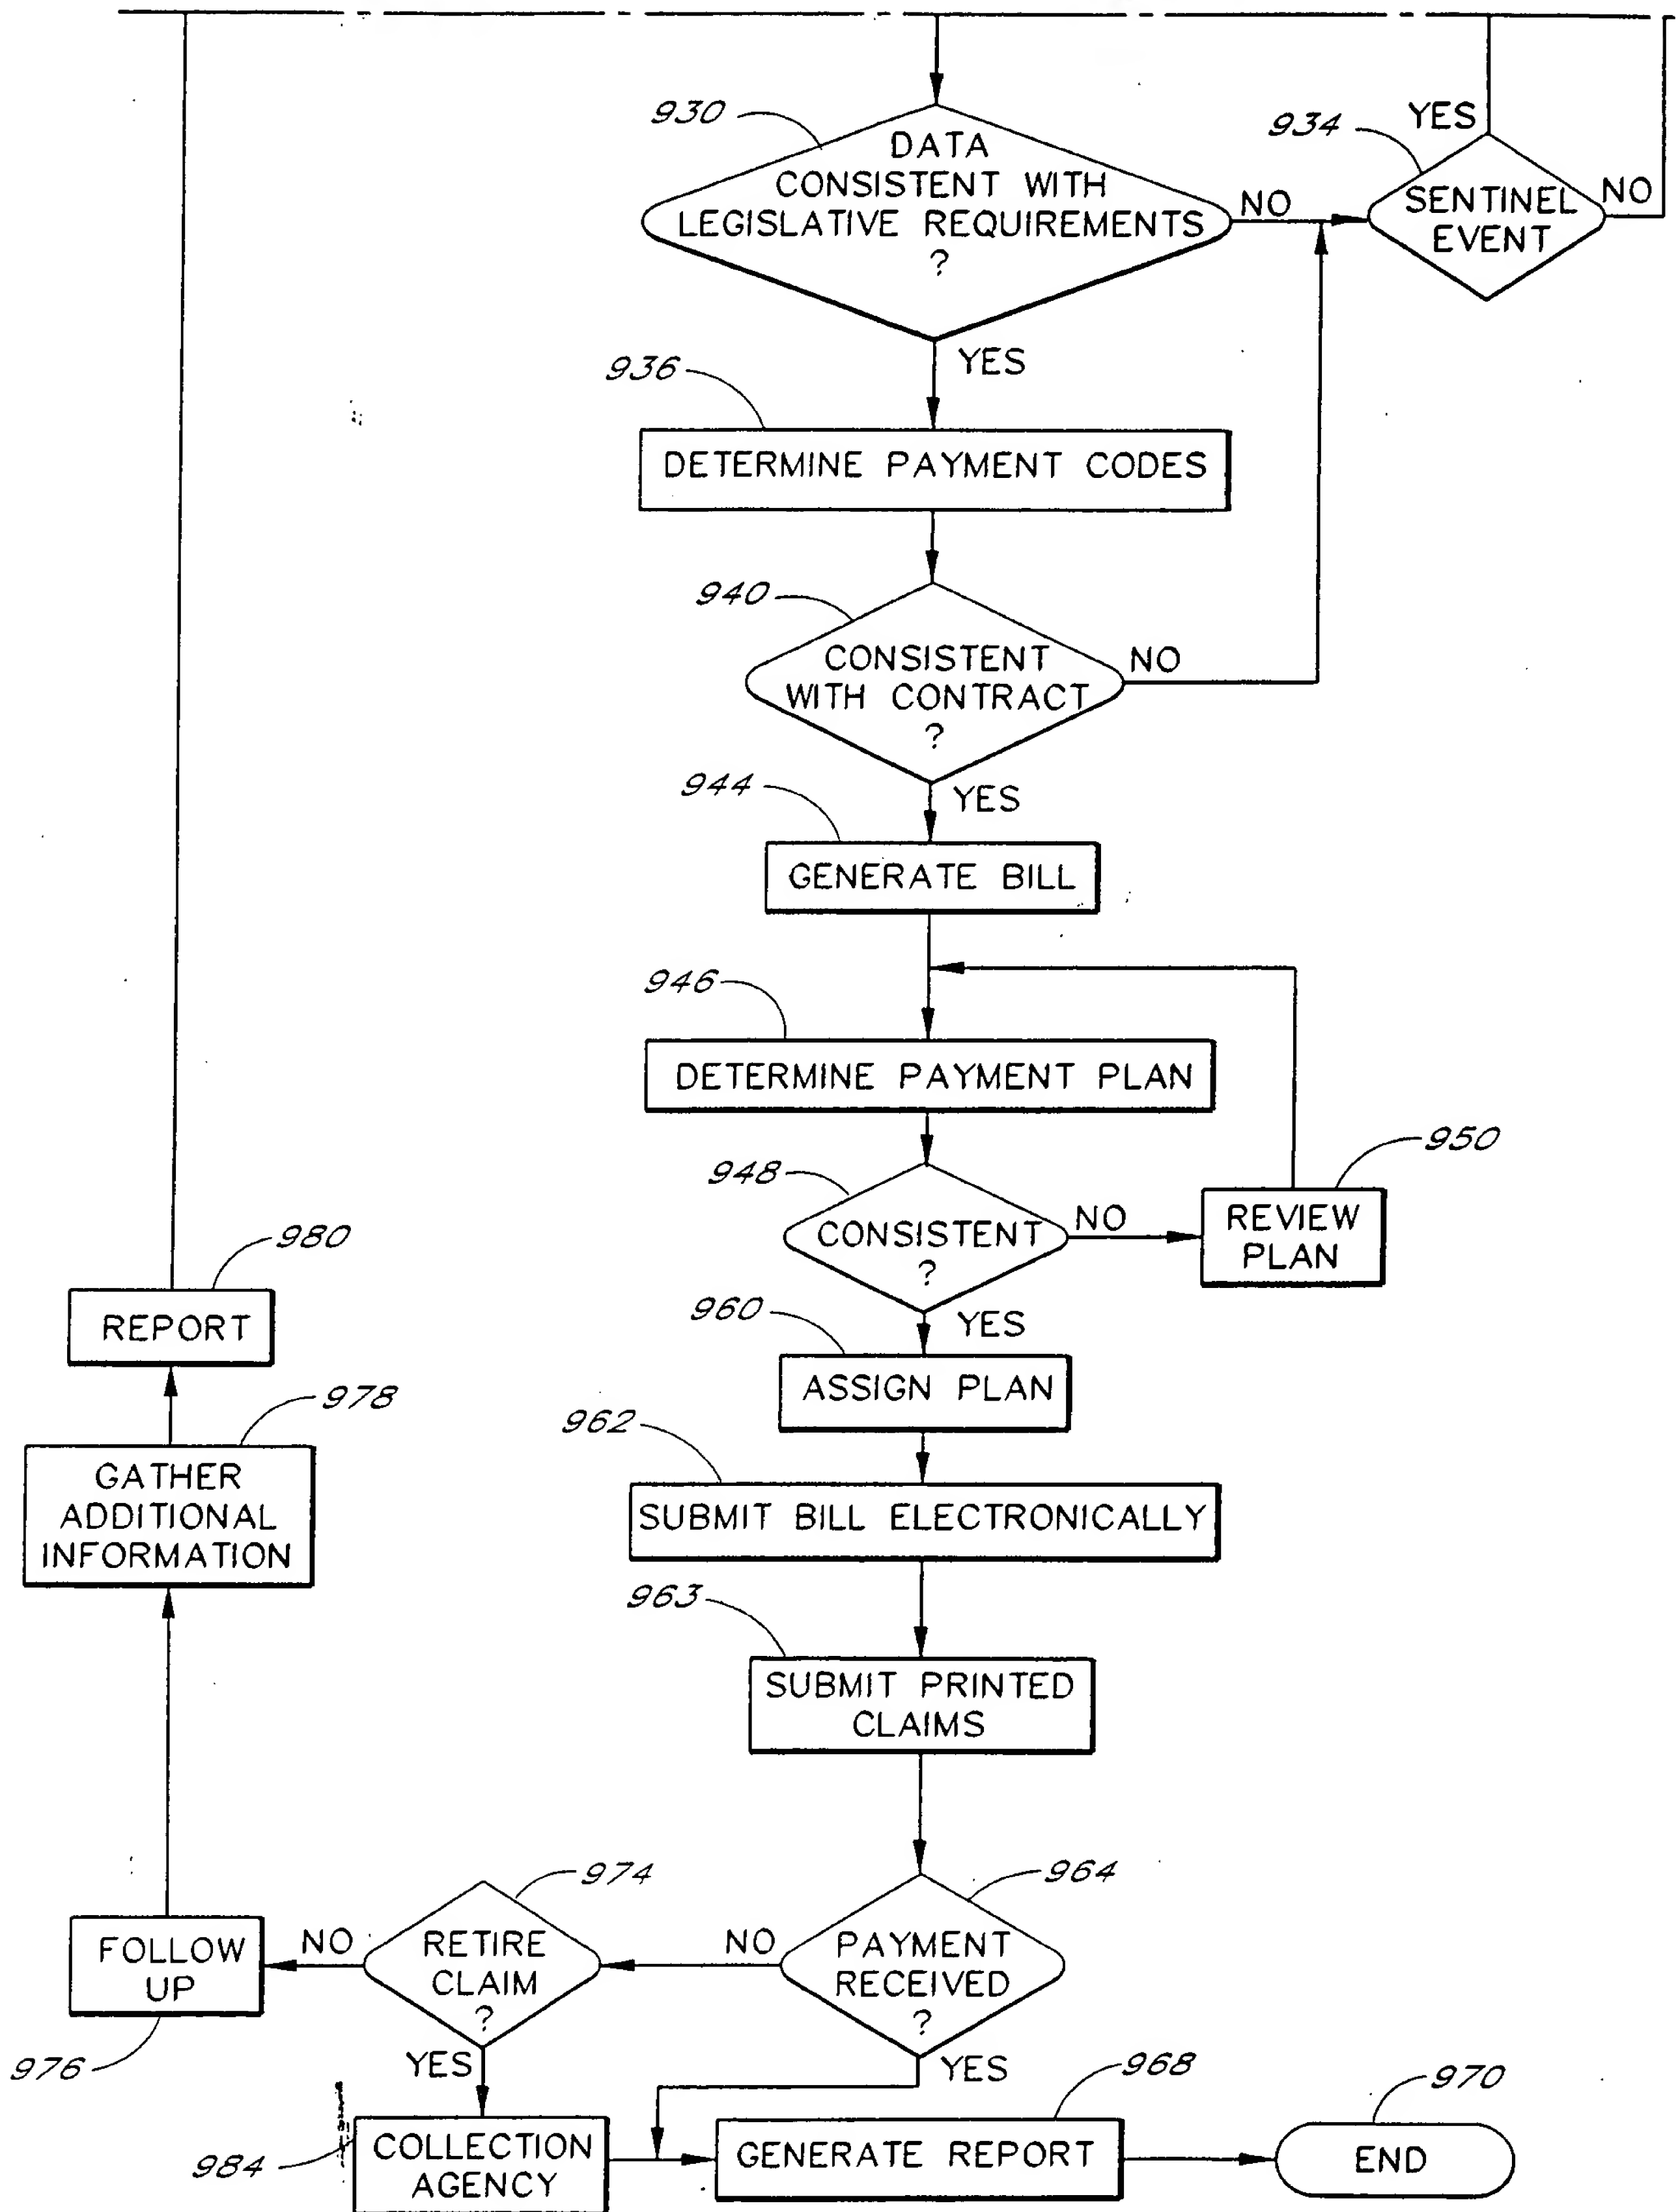 930
DATA
CONSISTENT WITH
LEGISLATIVE REQUIREMENTS
?
NO
YES
934
SENTINEL
EVENT
NO
YES
936
DETERMINE PAYMENT CODES
940
CONSISTENT
WITH CONTRACT
?
NO
YES
944
GENERATE BILL
946
DETERMINE PAYMENT PLAN
948
CONSISTENT
?
NO
950
REVIEW
PLAN
YES
960
ASSIGN PLAN
962
SUBMIT BILL ELECTRONICALLY
963
SUBMIT PRINTED
CLAIMS
964
PAYMENT
RECEIVED
?
NO
YES
974
RETIRE
CLAIM
?
NO
YES
FOLLOW
UP
976
978
GATHER
ADDITIONAL
INFORMATION
980
REPORT
984
COLLECTION
AGENCY
968
GENERATE REPORT
970
END